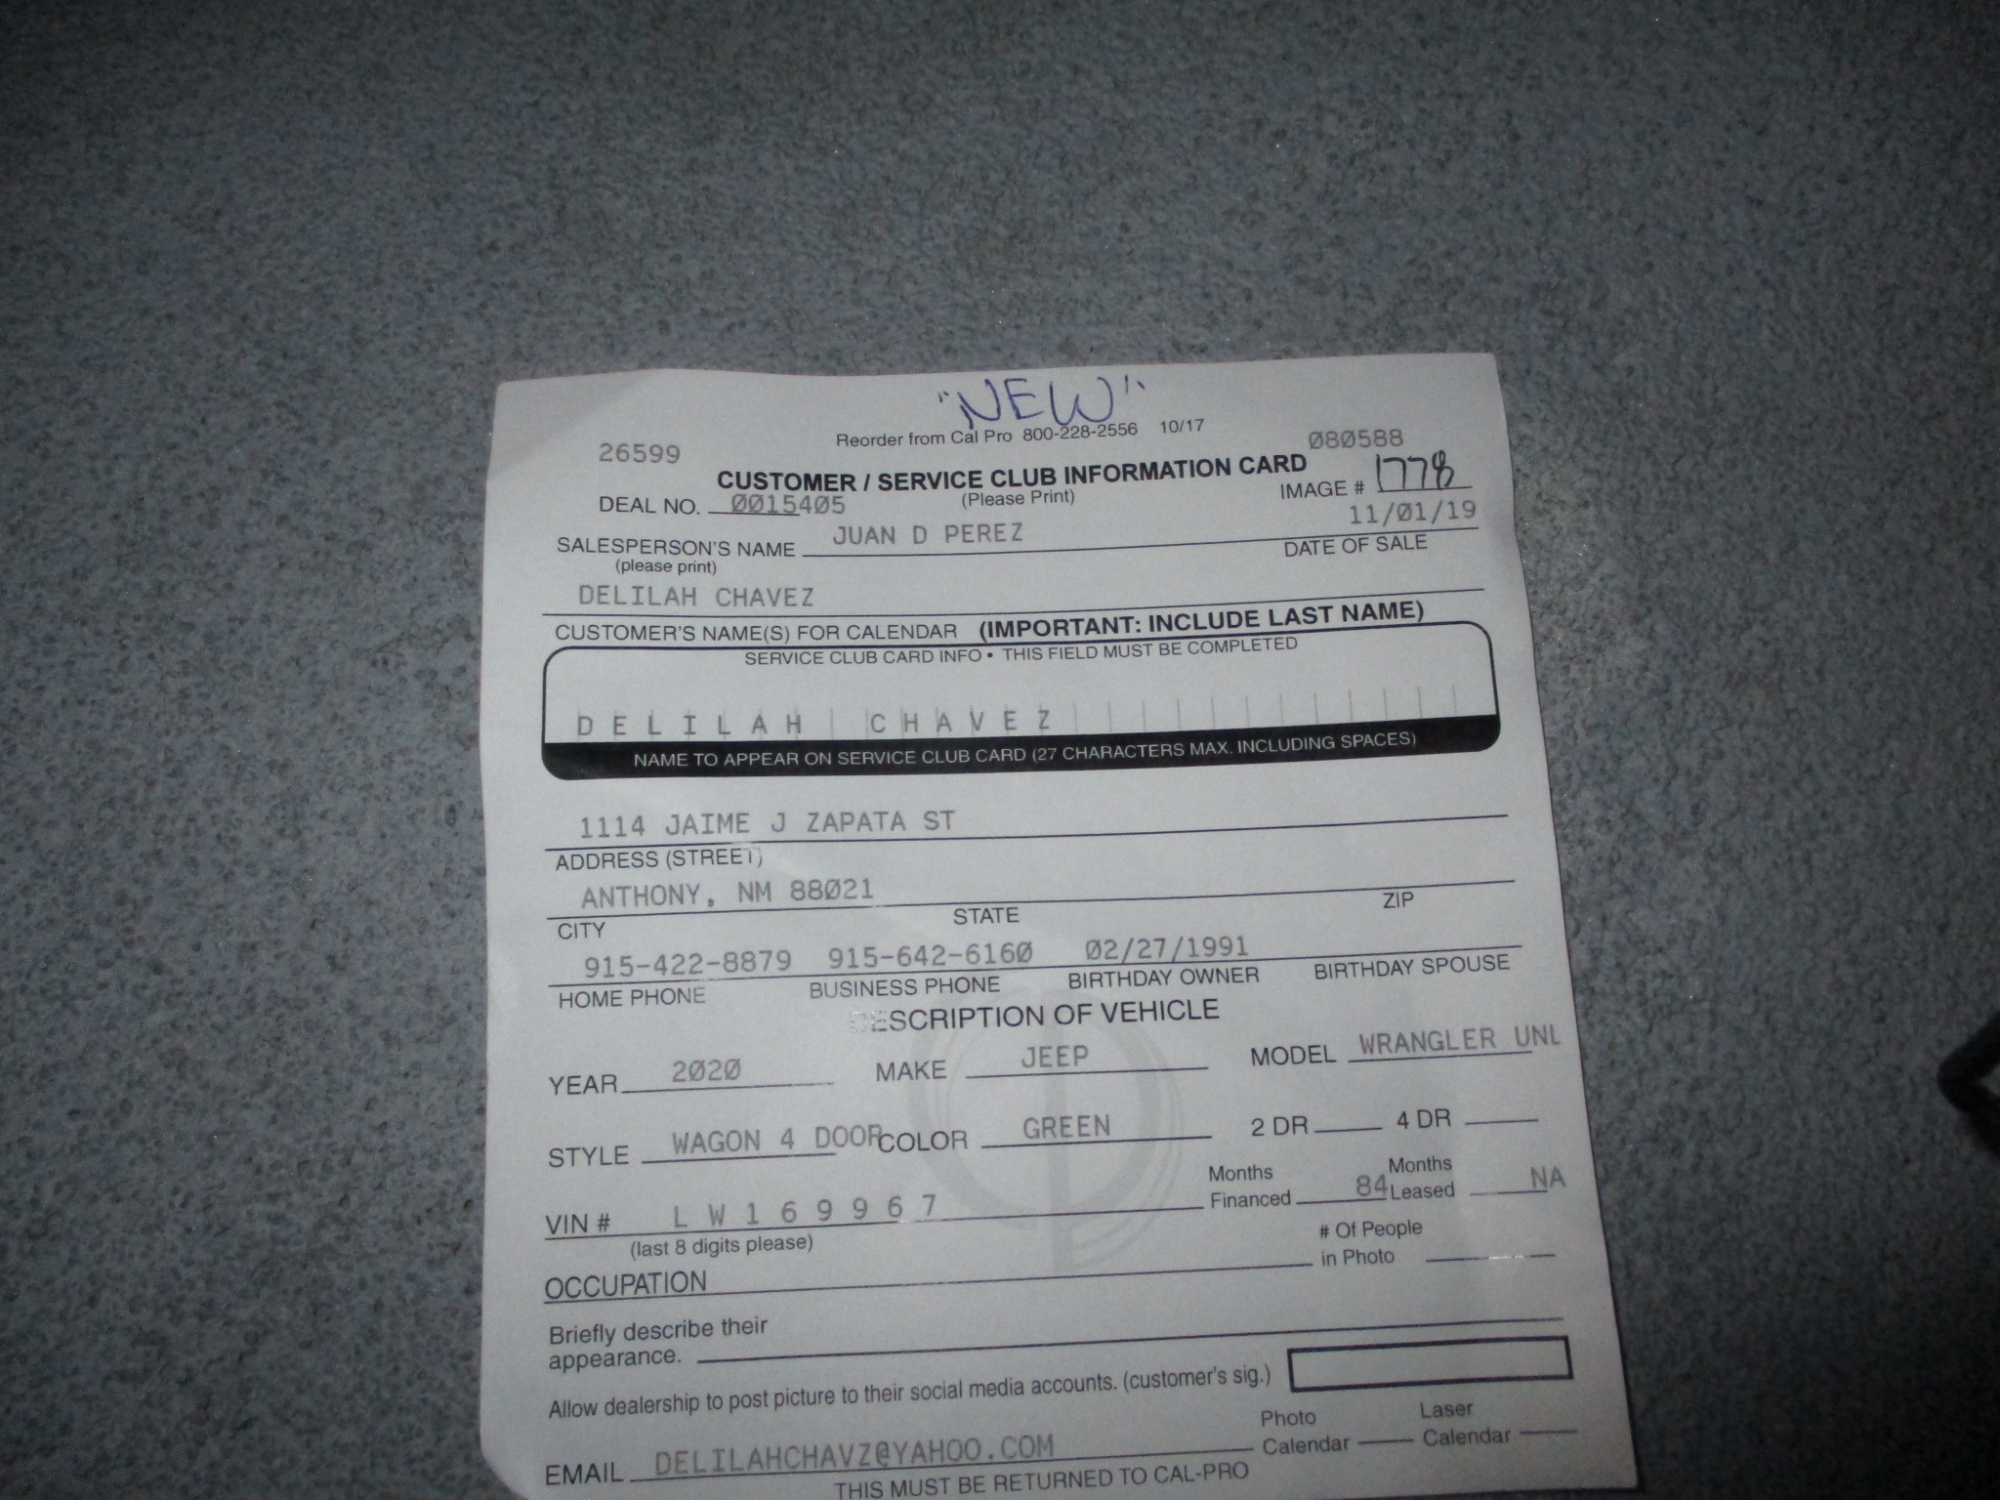 "NEW"
Reorder from Cal Pro 800-228-2556 10/17
26599 080588
CUSTOMER / SERVICE CLUB INFORMATION CARD
DEAL NO. 0015405 (Please Print) IMAGE # 1778
11/01/19
SALESPERSON'S NAME JUAN D PEREZ DATE OF SALE
(please print)
DELILAH CHAVEZ
CUSTOMER'S NAME(S) FOR CALENDAR (IMPORTANT: INCLUDE LAST NAME)
SERVICE CLUB CARD INFO • THIS FIELD MUST BE COMPLETED
DELILAH CHAVEZ
NAME TO APPEAR ON SERVICE CLUB CARD (27 CHARACTERS MAX. INCLUDING SPACES)
1114 JAIME J ZAPATA ST
ADDRESS (STREET)
ANTHONY, NM 88021
CITY STATE ZIP
915-422-8879 915-642-6160 02/27/1991
HOME PHONE BUSINESS PHONE BIRTHDAY OWNER BIRTHDAY SPOUSE
DESCRIPTION OF VEHICLE
YEAR 2020 MAKE JEEP MODEL WRANGLER UNL
STYLE WAGON 4 DOOR COLOR GREEN 2 DR 4 DR
VIN # LW169967 Months Financed 84 Months Leased NA
(last 8 digits please)
# Of People in Photo
OCCUPATION
Briefly describe their
appearance.
Allow dealership to post picture to their social media accounts. (customer's sig.)
EMAIL DELILAHCHAVZ@YAHOO.COM Photo Calendar Laser Calendar
THIS MUST BE RETURNED TO CAL-PRO